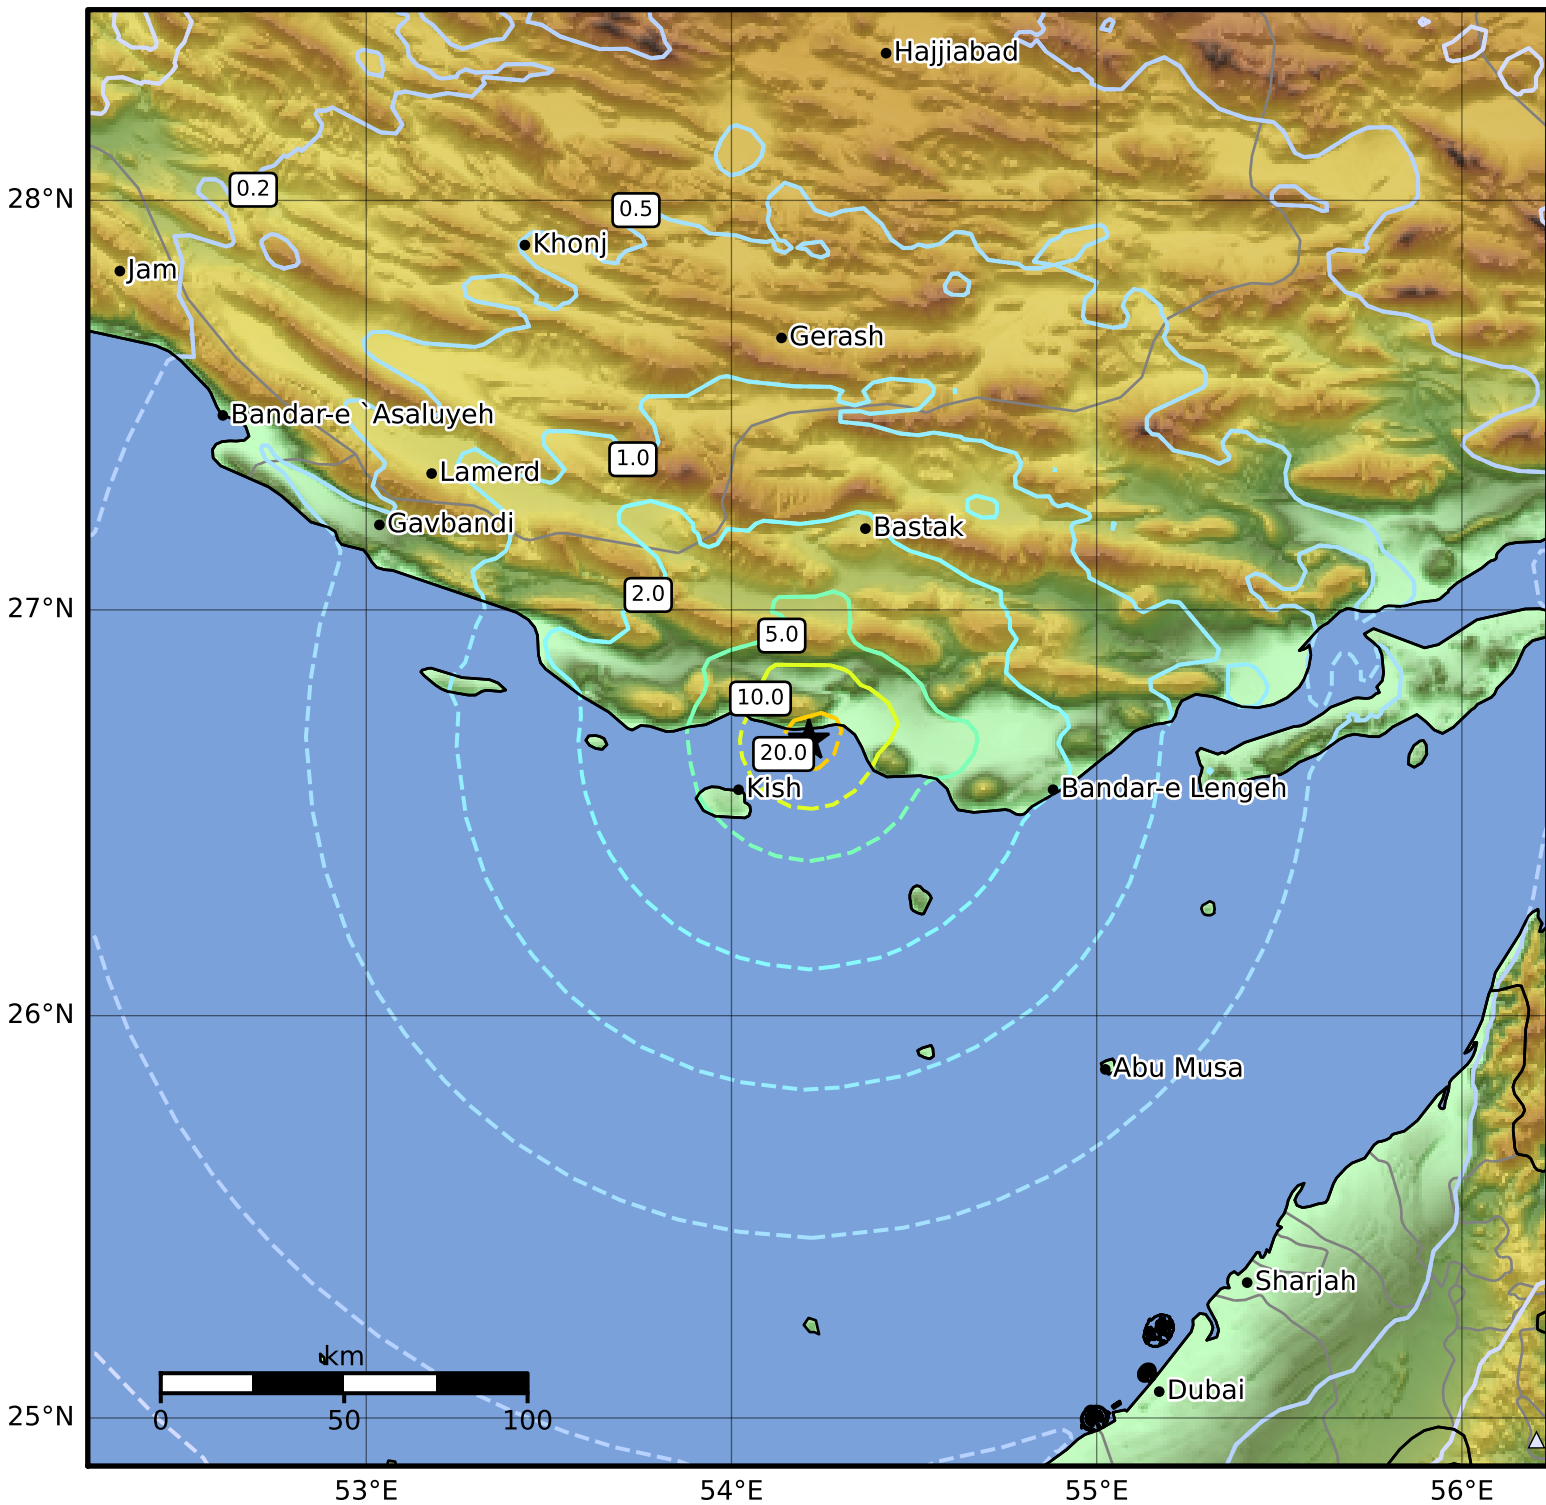 Hajjiabad
28°N
0.2
0.5
Khonj
Jam
Gerash
Bandar-e `Asaluyeh
1.0
Lamerd
Gavbandi
Bastak
2.0
27°N
5.0
10.0
20.0
Kish
Bandar-e Lengeh
26°N
Abu Musa
Sharjah
km
Dubai
0 50 100
25°N
53°E 54°E 55°E 56°E